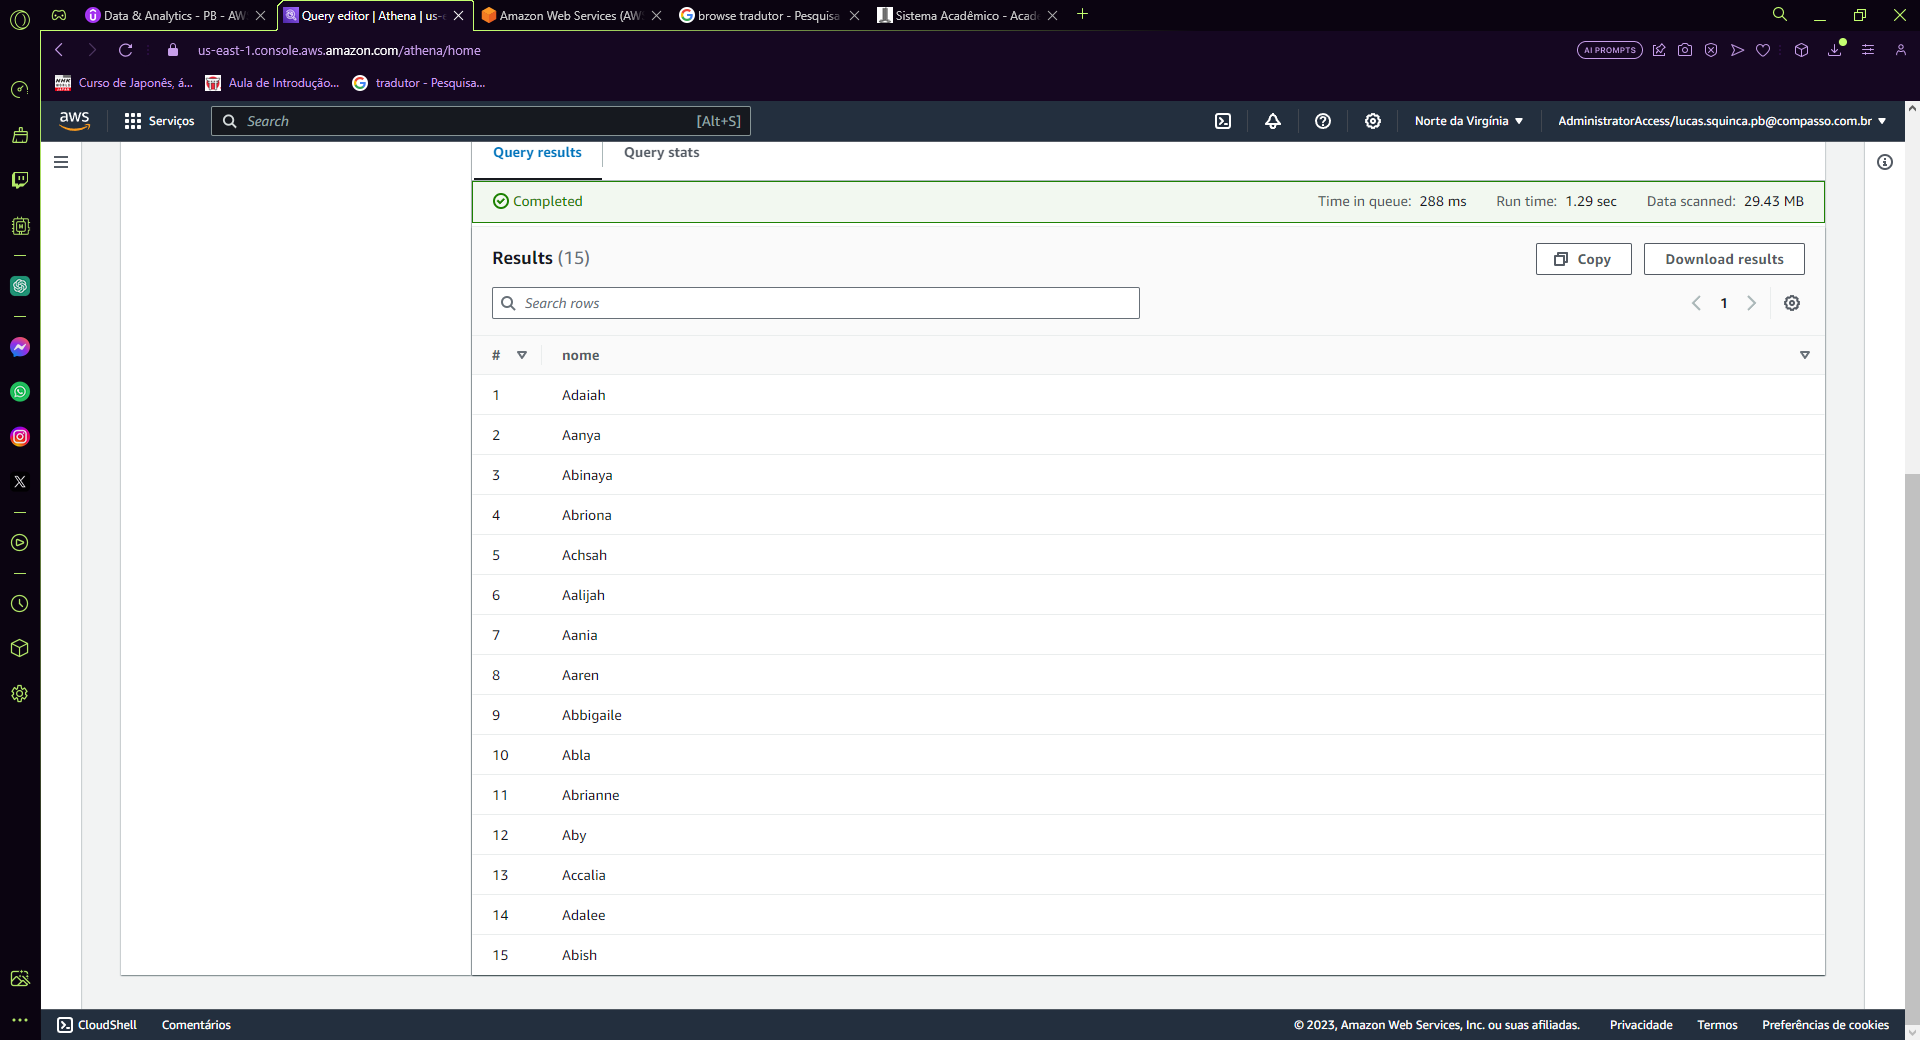 Data & Analytics - PB - AW
Query editor | Athena | us-e
Amazon Web Services (AW
browse tradutor - Pesquisa
Sistema Acadêmico - Acad
us-east-1.console.aws.amazon.com/athena/home
AI PROMPTS
Curso de Japonês, á...
Aula de Introdução...
tradutor - Pesquisa...
aws
Serviços
Search
[Alt+S]
Norte da Virgínia
AdministratorAccess/lucas.squinca.pb@compasso.com.br
Query results
Query stats
Completed
Time in queue: 288 ms
Run time: 1.29 sec
Data scanned: 29.43 MB
Results (15)
Copy
Download results
Search rows
1
# nome
1 Adaiah
2 Aanya
3 Abinaya
4 Abriona
5 Achsah
6 Aalijah
7 Aania
8 Aaren
9 Abbigaile
10 Abla
11 Abrianne
12 Aby
13 Accalia
14 Adalee
15 Abish
CloudShell
Comentários
© 2023, Amazon Web Services, Inc. ou suas afiliadas.
Privacidade
Termos
Preferências de cookies